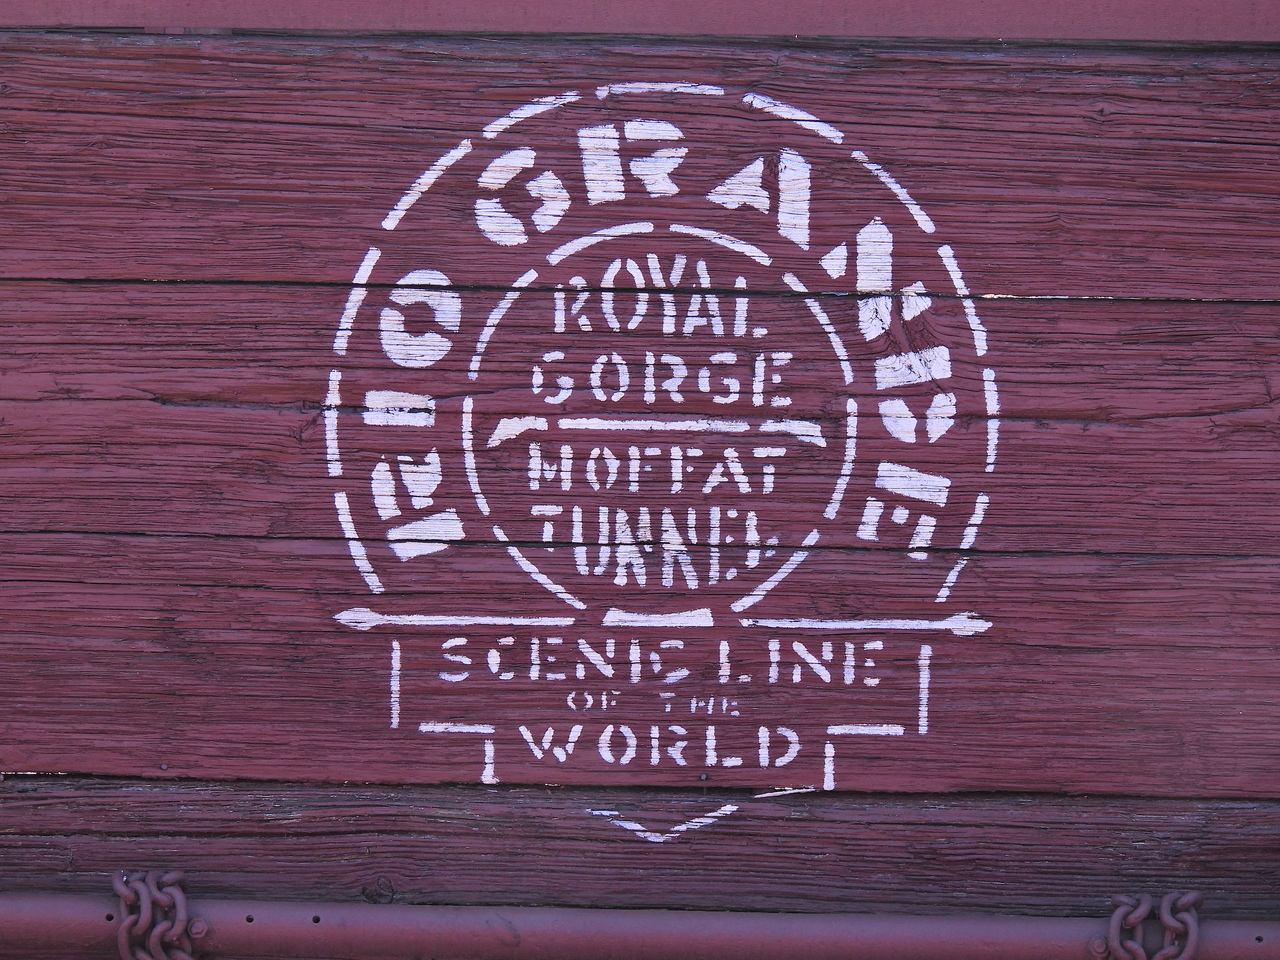 RIO GRANDE
ROYAL
GORGE
MOFFAT
TUNNEL
SCENIC LINE
OF THE
WORLD